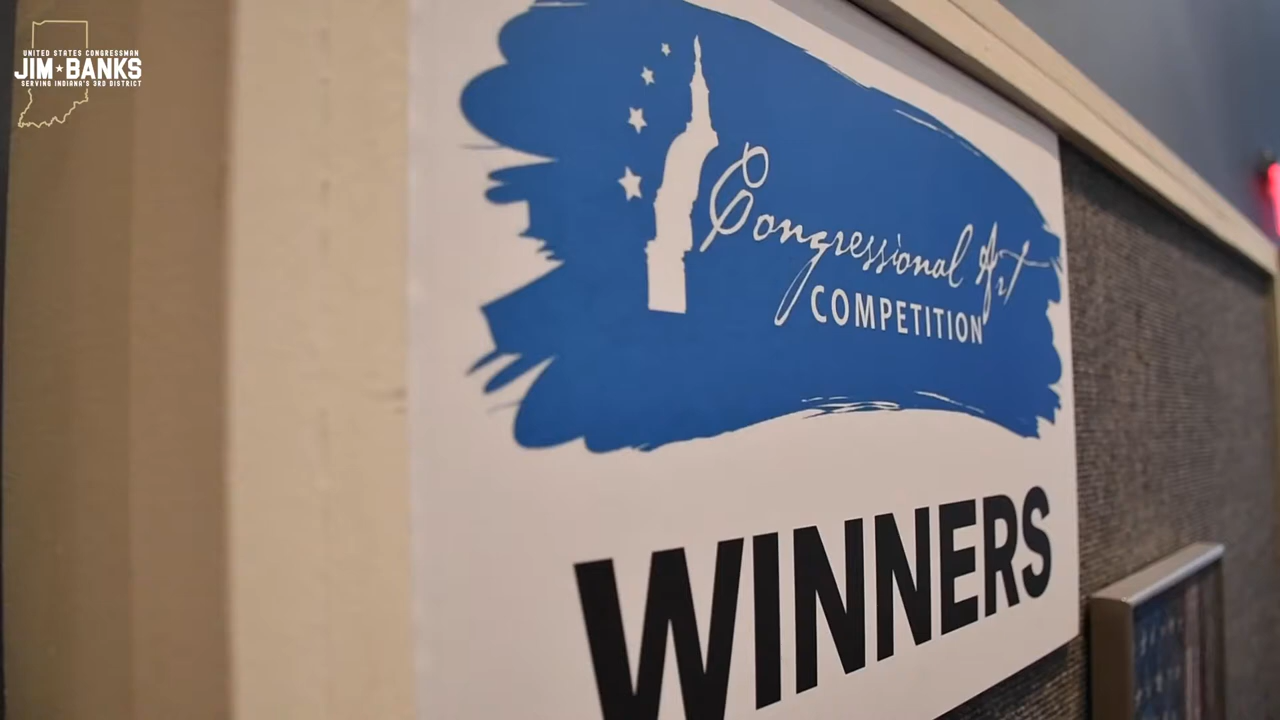 UNITED STATES CONGRESSMAN
JIM★BANKS
SERVING INDIANA'S 3RD DISTRICT
Congressional Art
COMPETITION
WINNERS